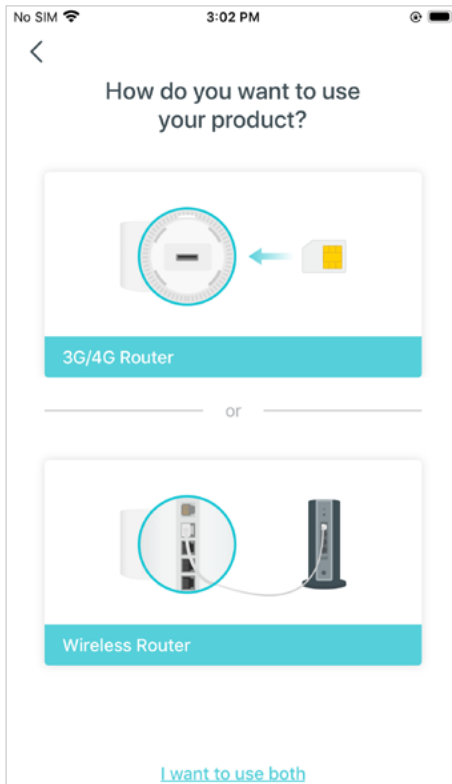 No SIM 3:02 PM
How do you want to use
your product?
3G/4G Router
or
Wireless Router
I want to use both